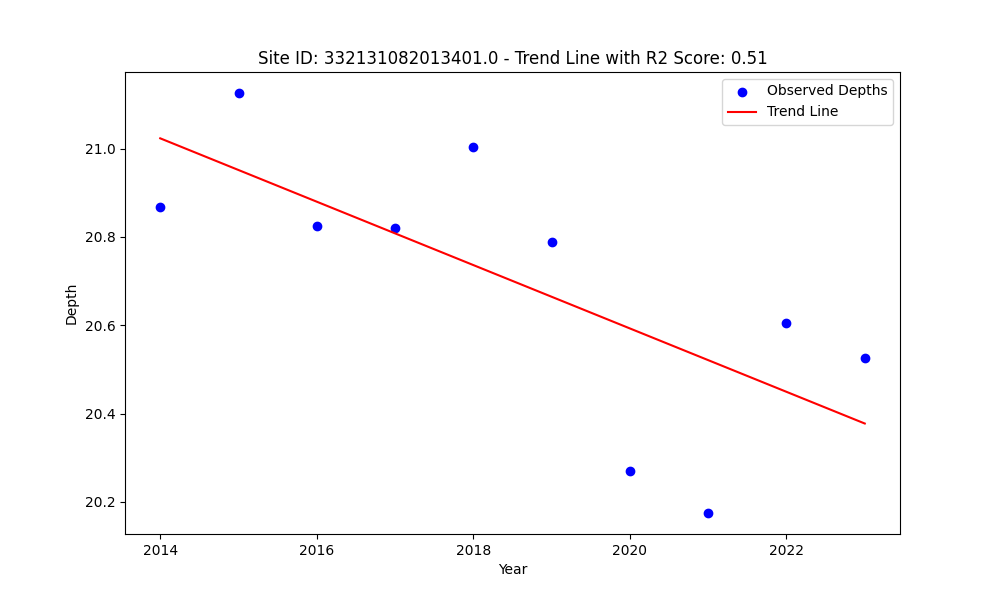 Site ID: 332131082013401.0 - Trend Line with R2 Score: 0.51
Observed Depths
Trend Line
21.0
20.8
20.6
20.4
20.2
Depth
2014
2016
2018
2020
2022
Year